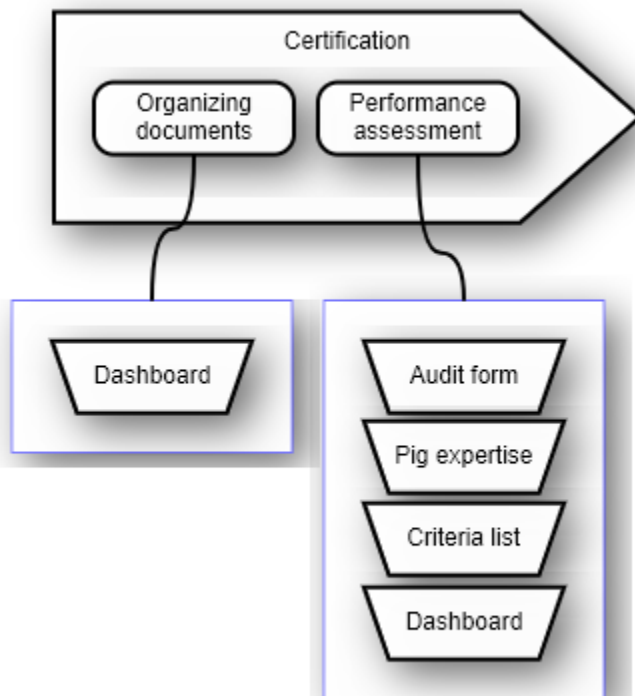 Certification
Organizing
documents
Performance
assessment
Dashboard
Audit form
Pig expertise
Criteria list
Dashboard